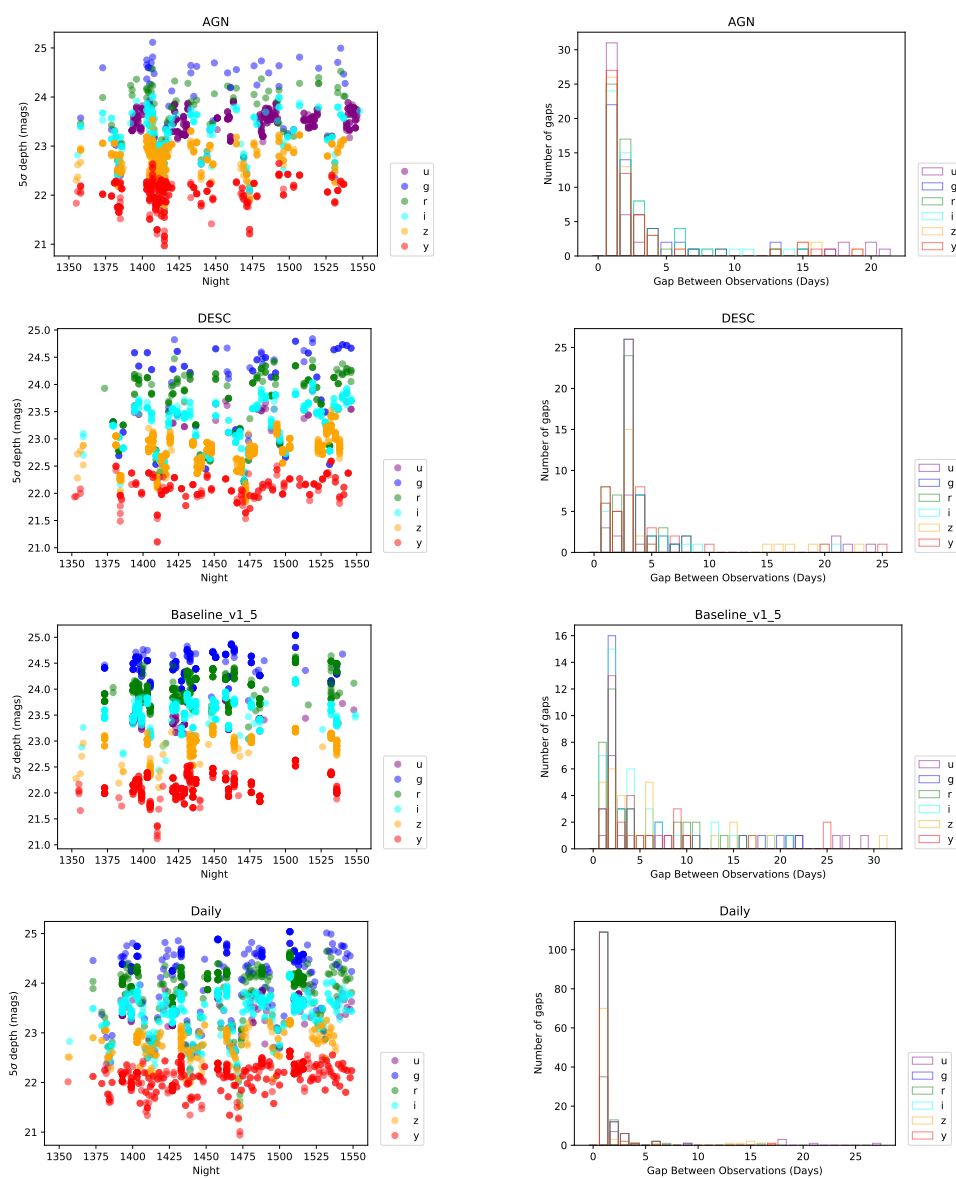 AGN
25
24
23
22
21
5σ depth (mags)
1350 1375 1400 1425 1450 1475 1500 1525 1550
Night
u
g
r
i
z
y
AGN
30
25
20
15
10
5
0
Number of gaps
0 5 10 15 20
Gap Between Observations (Days)
u
g
r
i
z
y
DESC
25.0
24.5
24.0
23.5
23.0
22.5
22.0
21.5
21.0
5σ depth (mags)
1350 1375 1400 1425 1450 1475 1500 1525 1550
Night
u
g
r
i
z
y
DESC
25
20
15
10
5
0
Number of gaps
0 5 10 15 20 25
Gap Between Observations (Days)
u
g
r
i
z
y
Baseline_v1_5
25.0
24.5
24.0
23.5
23.0
22.5
22.0
21.5
21.0
5σ depth (mags)
1350 1375 1400 1425 1450 1475 1500 1525 1550
Night
u
g
r
i
z
y
Baseline_v1_5
16
14
12
10
8
6
4
2
0
Number of gaps
0 5 10 15 20 25 30
Gap Between Observations (Days)
u
g
r
i
z
y
Daily
25
24
23
22
21
5σ depth (mags)
1350 1375 1400 1425 1450 1475 1500 1525 1550
Night
u
g
r
i
z
y
Daily
100
80
60
40
20
0
Number of gaps
0 5 10 15 20 25
Gap Between Observations (Days)
u
g
r
i
z
y